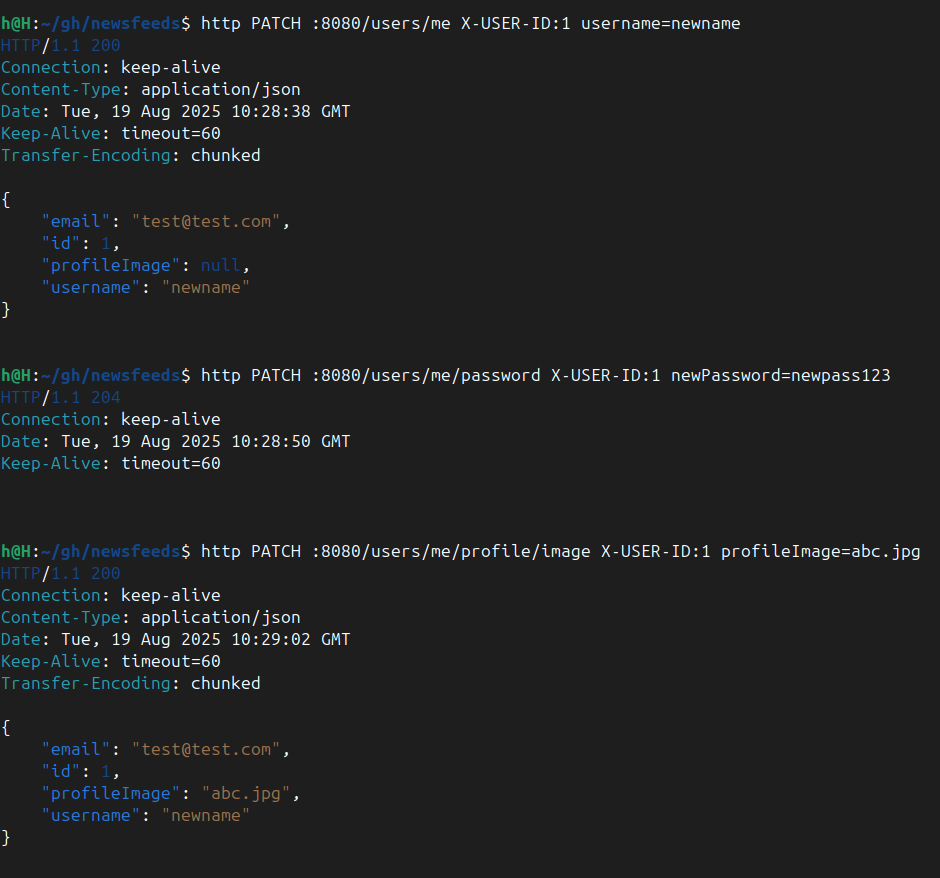 h@H:~/gh/newsfeeds$ http PATCH :8080/users/me X-USER-ID:1 username=newname
HTTP/1.1 200
Connection: keep-alive
Content-Type: application/json
Date: Tue, 19 Aug 2025 10:28:38 GMT
Keep-Alive: timeout=60
Transfer-Encoding: chunked
{
    "email": "test@test.com",
    "id": 1,
    "profileImage": null,
    "username": "newname"
}
h@H:~/gh/newsfeeds$ http PATCH :8080/users/me/password X-USER-ID:1 newPassword=newpass123
HTTP/1.1 204
Connection: keep-alive
Date: Tue, 19 Aug 2025 10:28:50 GMT
Keep-Alive: timeout=60
h@H:~/gh/newsfeeds$ http PATCH :8080/users/me/profile/image X-USER-ID:1 profileImage=abc.jpg
HTTP/1.1 200
Connection: keep-alive
Content-Type: application/json
Date: Tue, 19 Aug 2025 10:29:02 GMT
Keep-Alive: timeout=60
Transfer-Encoding: chunked
{
    "email": "test@test.com",
    "id": 1,
    "profileImage": "abc.jpg",
    "username": "newname"
}